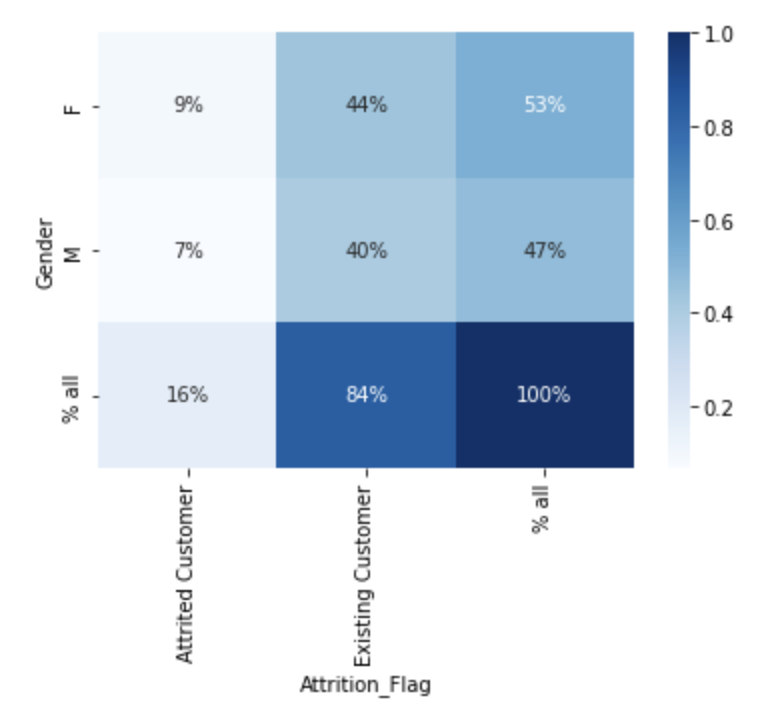 F 9% 44% 53%
M 7% 40% 47%
% all 16% 84% 100%
Gender
Attrited Customer
Existing Customer
% all
Attrition_Flag
1.0
0.8
0.6
0.4
0.2